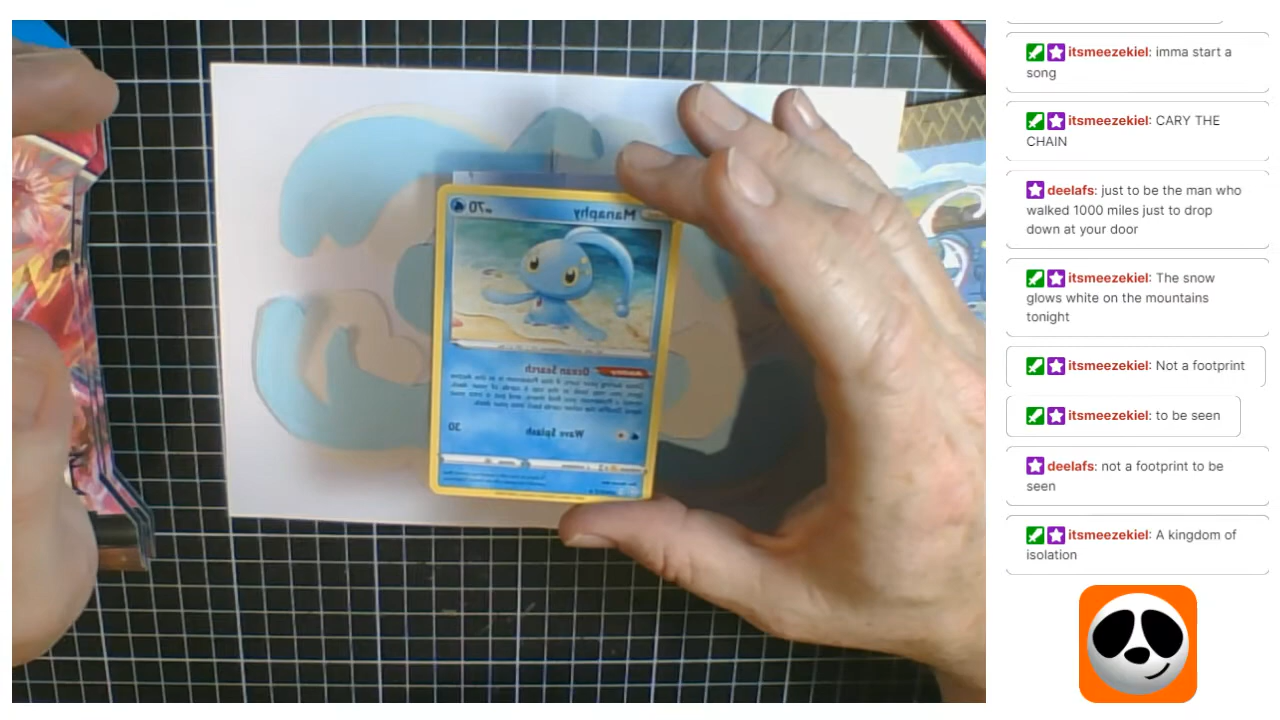 Manaphy
HP 70
Ability
Ocean Search
Wave Splash
30
itsmeezekiel: imma start a
song
itsmeezekiel: CARY THE
CHAIN
deelafs: just to be the man who
walked 1000 miles just to drop
down at your door
itsmeezekiel: The snow
glows white on the mountains
tonight
itsmeezekiel: Not a footprint
itsmeezekiel: to be seen
deelafs: not a footprint to be
seen
itsmeezekiel: A kingdom of
isolation